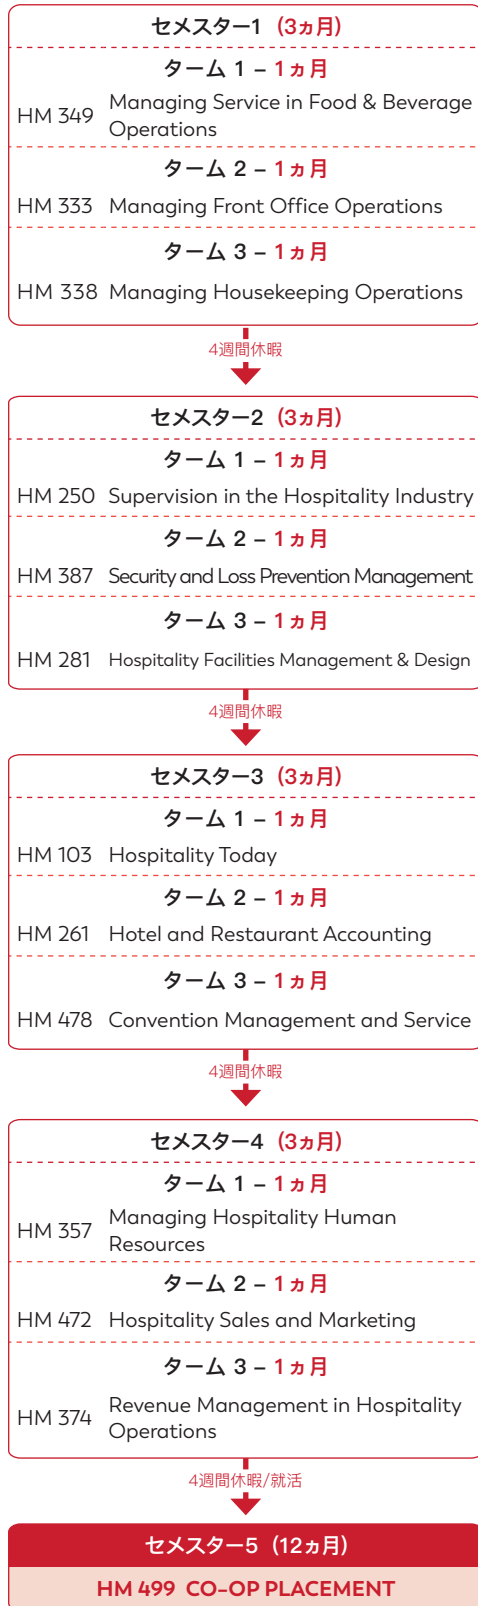 セメスター1 (3ヵ月)
ターム 1 – 1ヵ月
HM 349 Managing Service in Food & Beverage
Operations
ターム 2 – 1ヵ月
HM 333 Managing Front Office Operations
ターム 3 – 1ヵ月
HM 338 Managing Housekeeping Operations
4週間休暇
セメスター2 (3ヵ月)
ターム 1 – 1ヵ月
HM 250 Supervision in the Hospitality Industry
ターム 2 – 1ヵ月
HM 387 Security and Loss Prevention Management
ターム 3 – 1ヵ月
HM 281 Hospitality Facilities Management & Design
4週間休暇
セメスター3 (3ヵ月)
ターム 1 – 1ヵ月
HM 103 Hospitality Today
ターム 2 – 1ヵ月
HM 261 Hotel and Restaurant Accounting
ターム 3 – 1ヵ月
HM 478 Convention Management and Service
4週間休暇
セメスター4 (3ヵ月)
ターム 1 – 1ヵ月
HM 357 Managing Hospitality Human
Resources
ターム 2 – 1ヵ月
HM 472 Hospitality Sales and Marketing
ターム 3 – 1ヵ月
HM 374 Revenue Management in Hospitality
Operations
4週間休暇/就活
セメスター5 (12ヵ月)
HM 499 CO-OP PLACEMENT